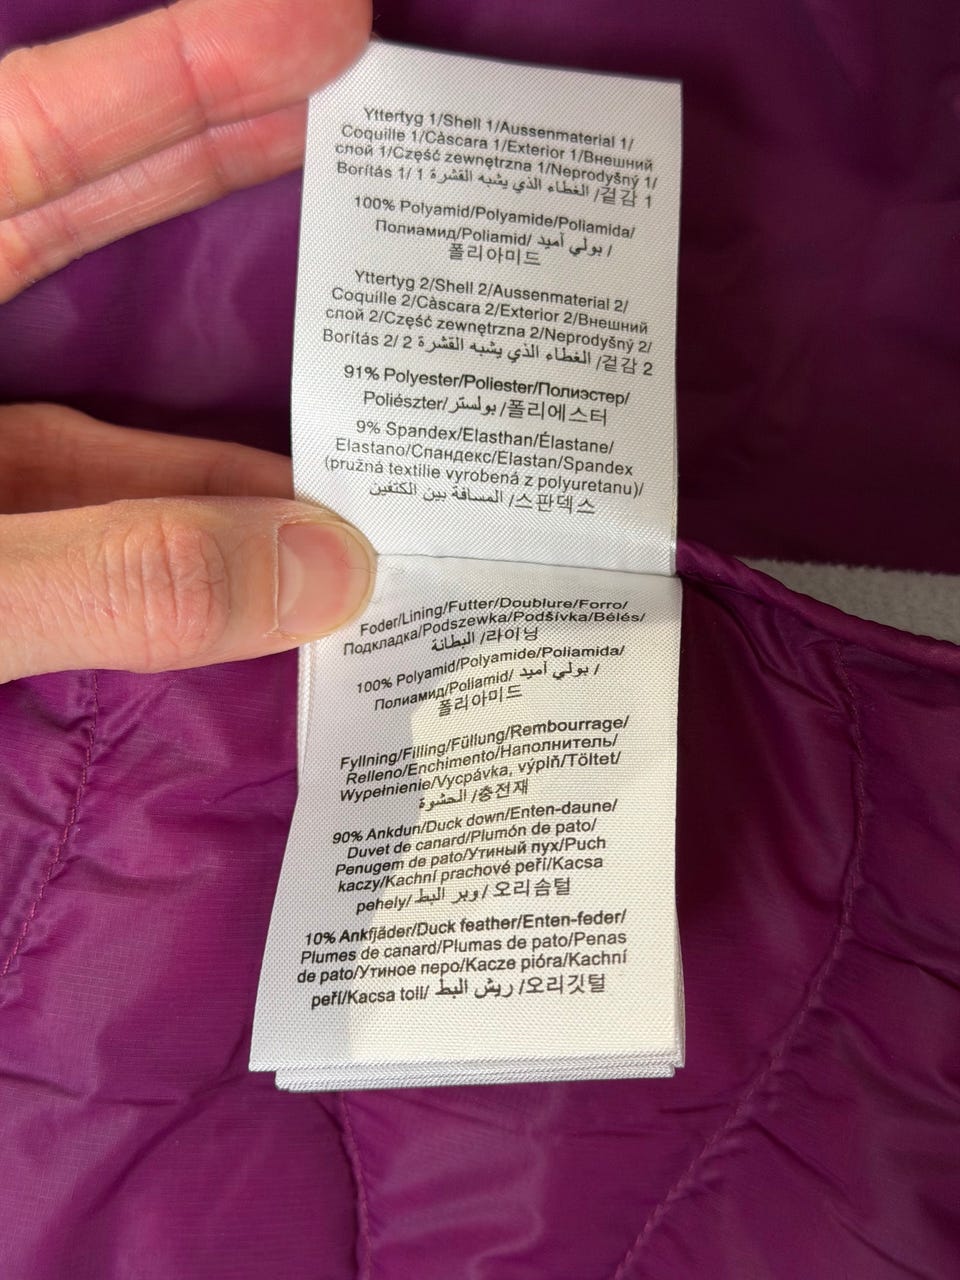 Yttertyg 1/Shell 1/Aussenmaterial 1/
Coquille 1/Càscara 1/Exterior 1/Внешний
слой 1/Część zewnętrzna 1/Neprodyšný 1/
Borítás 1/ 1 الغطاء الذي يشبه القشرة /겉감 1
100% Polyamid/Polyamide/Poliamida/
Полиамид/Poliamid/ بولي أميد /
폴리아미드
Yttertyg 2/Shell 2/Aussenmaterial 2/
Coquille 2/Càscara 2/Exterior 2/Внешний
слой 2/Część zewnętrzna 2/Neprodyšný 2/
Borítás 2/ 2 الغطاء الذي يشبه القشرة /겉감 2
91% Polyester/Poliester/Полиэстер/
Poliészter/ بولستر /폴리에스터
9% Spandex/Elasthan/Élastane/
Elastano/Спандекс/Elastan/Spandex
(pružná textilie vyrobená z polyuretanu)/
المسافة بين الكتفين /스판덱스
Foder/Lining/Futter/Doublure/Forro/
Подкладка/Podszewka/Podšívka/Bélés/
البطانة /라이닝
100% Polyamid/Polyamide/Poliamida/
Полиамид/Poliamid/ بولي أميد /
폴리아미드
Fyllning/Filling/Füllung/Rembourrage/
Relleno/Enchimento/Наполнитель/
Wypełnienie/Vycpávka, výplň/Töltet/
الحشوة /충전재
90% Ankdun/Duck down/Enten-daune/
Duvet de canard/Plumón de pato/
Penugem de pato/Утиный пух/Puch
kaczy/Kachní prachové peří/Kacsa
pehely/ وبر البط / 오리솜털
10% Ankfjäder/Duck feather/Enten-feder/
Plumes de canard/Plumas de pato/Penas
de pato/Утиное перо/Kacze pióra/Kachní
peří/Kacsa toll/ ريش البط /오리깃털